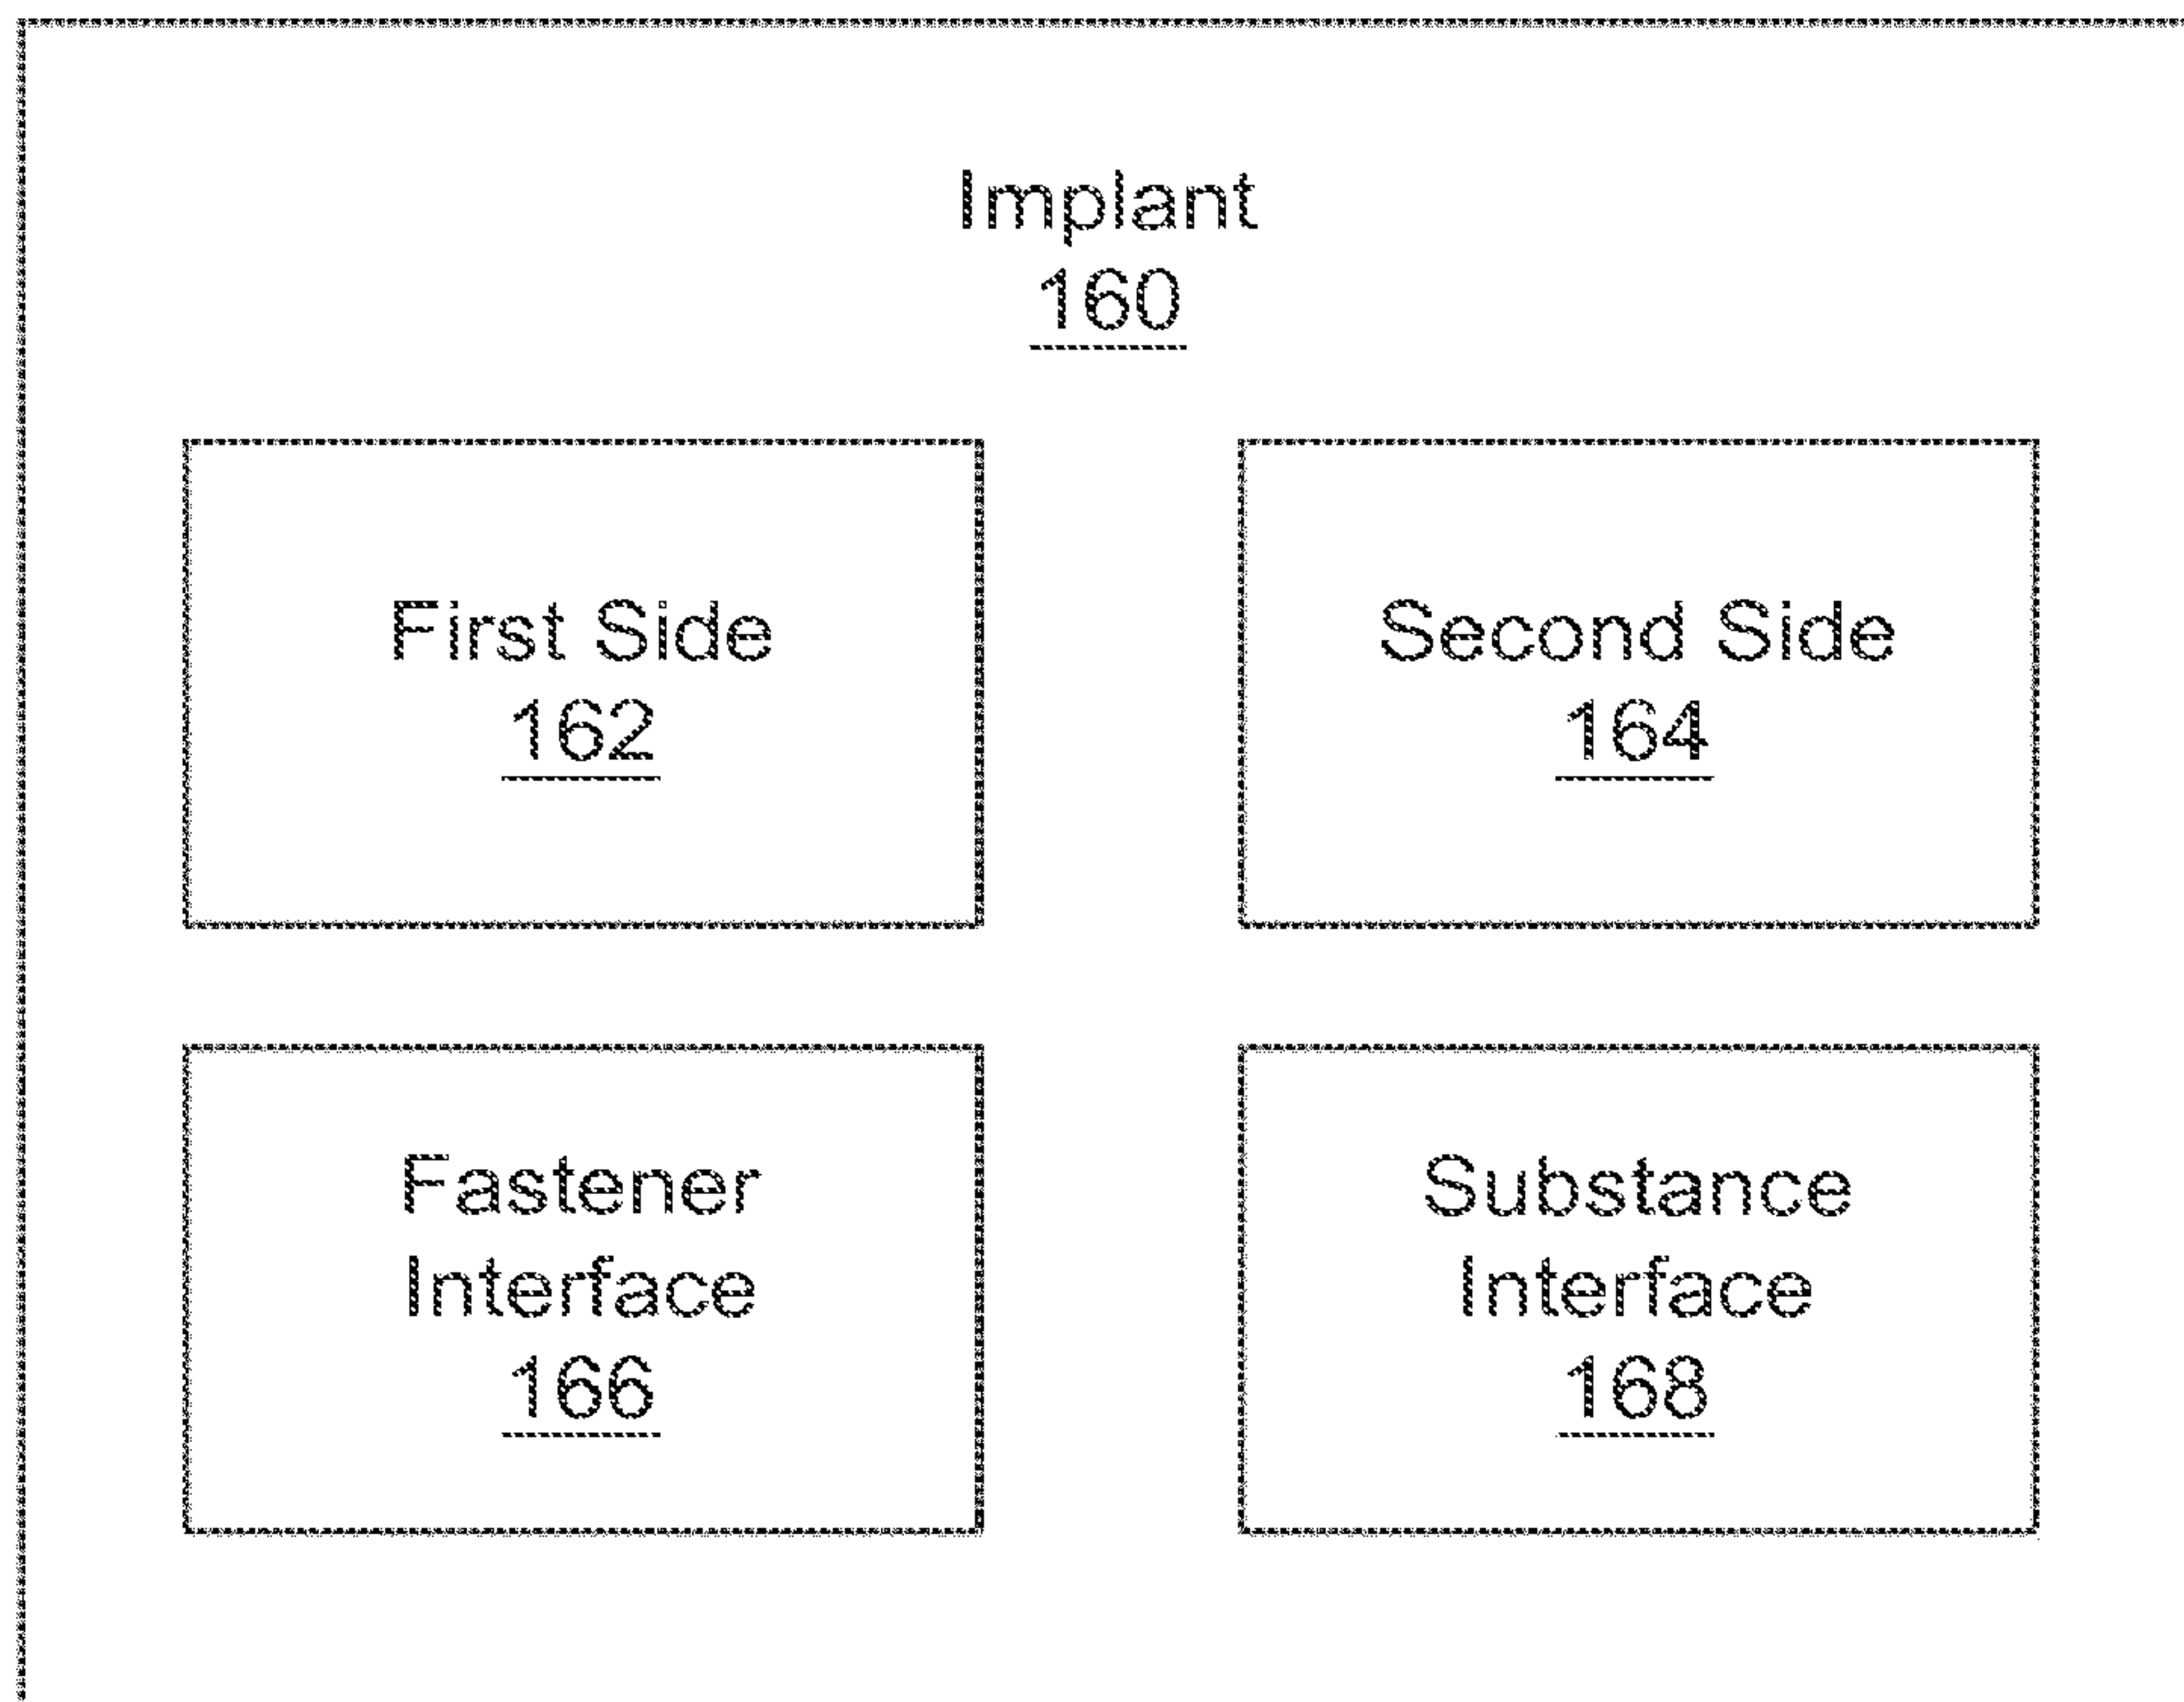 Implant
160
First Side
162
Second Side
164
Fastener
Interface
166
Substance
Interface
168